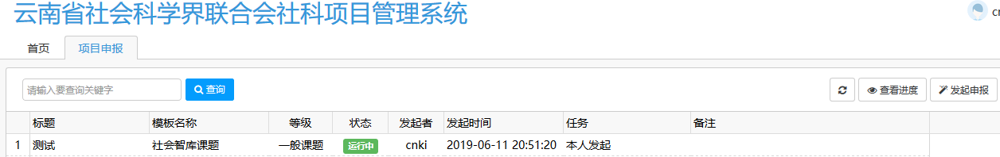 云南省社会科学界联合会社科项目管理系统
首页 项目申报
请输入要查询关键字 查询 查看进度 发起申报
标题 模板名称 等级 状态 发起者 发起时间 任务 备注
1 测试 社会智库课题 一般课题 运行中 cnki 2019-06-11 20:51:20 本人发起